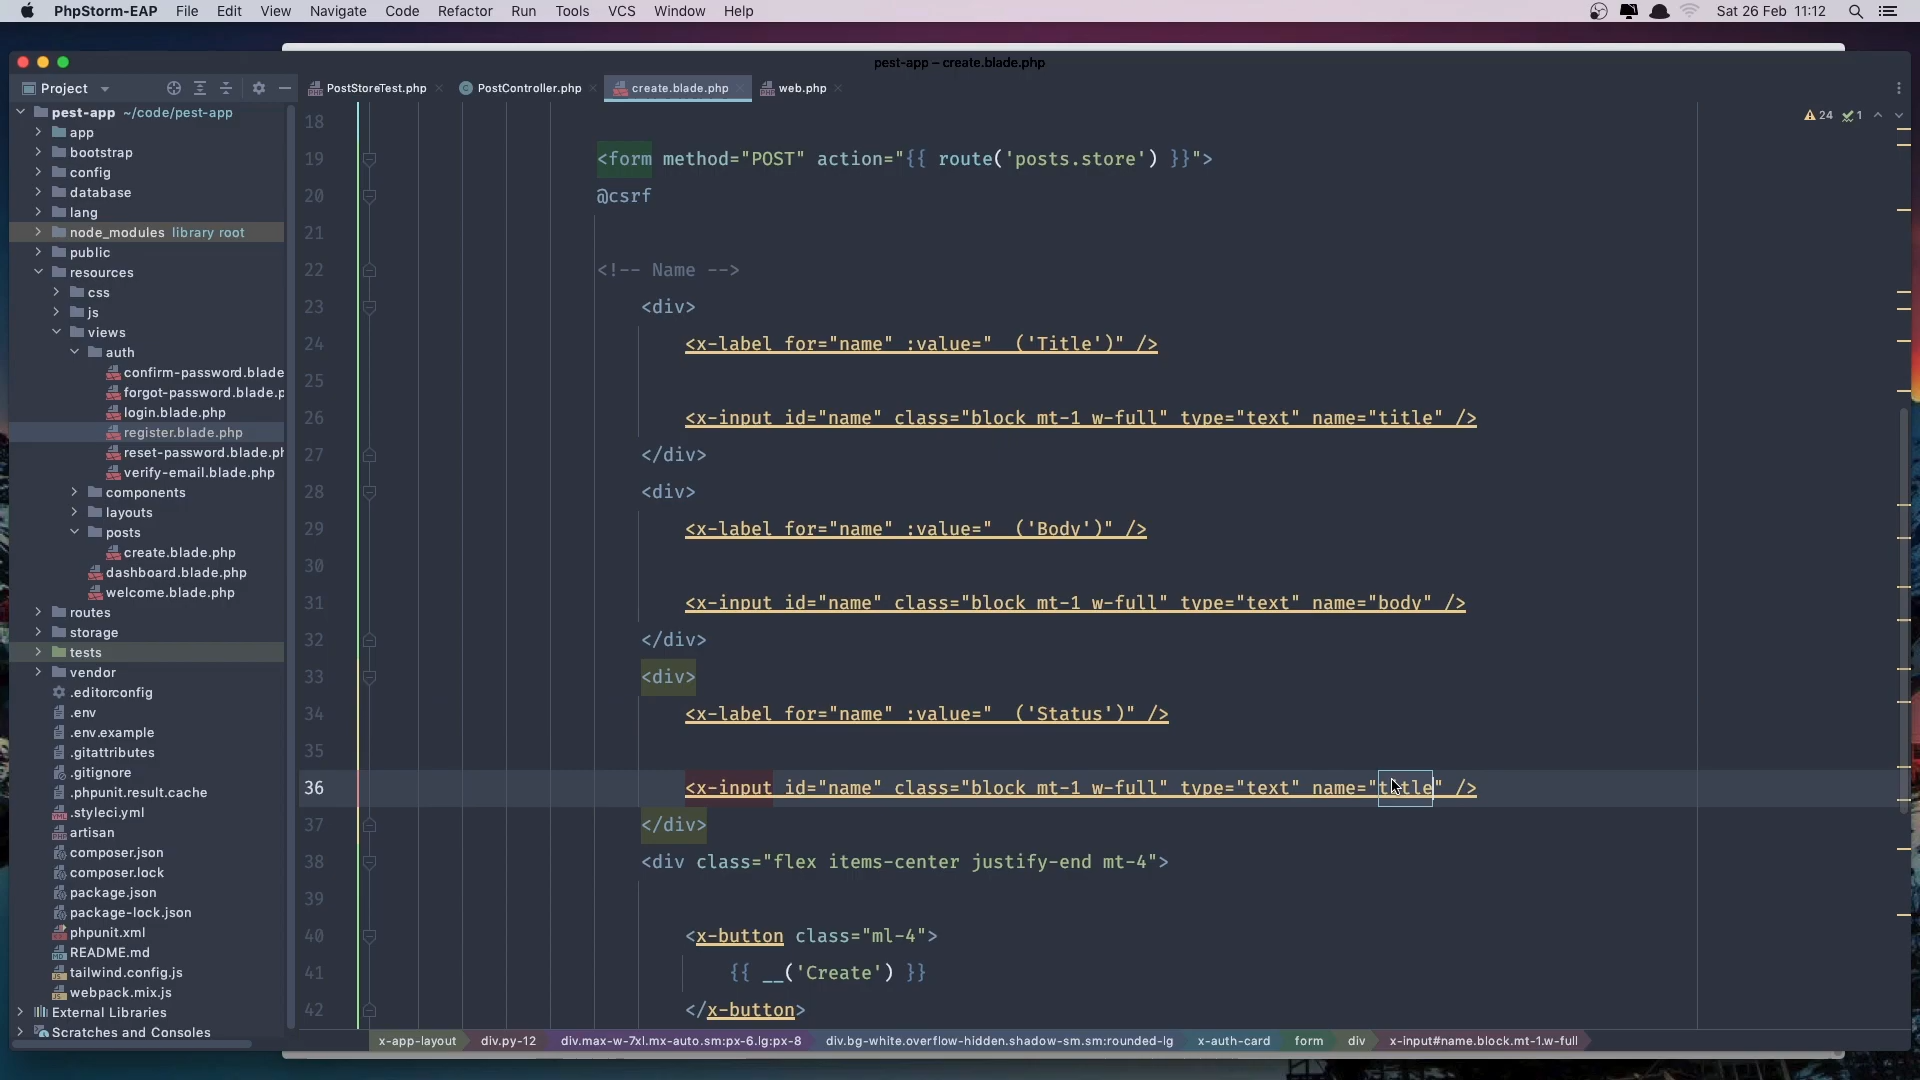 PhpStorm-EAP File Edit View Navigate Code Refactor Run Tools VCS Window Help Sat 26 Feb 11:12
pest-app – create.blade.php
Project
PostStoreTest.php PostController.php create.blade.php web.php
24 1
pest-app ~/code/pest-app
app
bootstrap
config
database
lang
node_modules library root
public
resources
css
js
views
auth
confirm-password.blade
forgot-password.blade.p
login.blade.php
register.blade.php
reset-password.blade.ph
verify-email.blade.php
components
layouts
posts
create.blade.php
dashboard.blade.php
welcome.blade.php
routes
storage
tests
vendor
.editorconfig
.env
.env.example
.gitattributes
.gitignore
.phpunit.result.cache
.styleci.yml
artisan
composer.json
composer.lock
package.json
package-lock.json
phpunit.xml
README.md
tailwind.config.js
webpack.mix.js
External Libraries
Scratches and Consoles
18
19 <form method="POST" action="{{ route('posts.store') }}">
20 @csrf
21
22 <!-- Name -->
23 <div>
24 <x-label for="name" :value="__('Title')" />
25
26 <x-input id="name" class="block mt-1 w-full" type="text" name="title" />
27 </div>
28 <div>
29 <x-label for="name" :value="__('Body')" />
30
31 <x-input id="name" class="block mt-1 w-full" type="text" name="body" />
32 </div>
33 <div>
34 <x-label for="name" :value="__('Status')" />
35
36 <x-input id="name" class="block mt-1 w-full" type="text" name="title" />
37 </div>
38 <div class="flex items-center justify-end mt-4">
39
40 <x-button class="ml-4">
41 {{ __('Create') }}
42 </x-button>
x-app-layout div.py-12 div.max-w-7xl.mx-auto.sm:px-6.lg:px-8 div.bg-white.overflow-hidden.shadow-sm.sm:rounded-lg x-auth-card form div x-input#name.block.mt-1.w-full